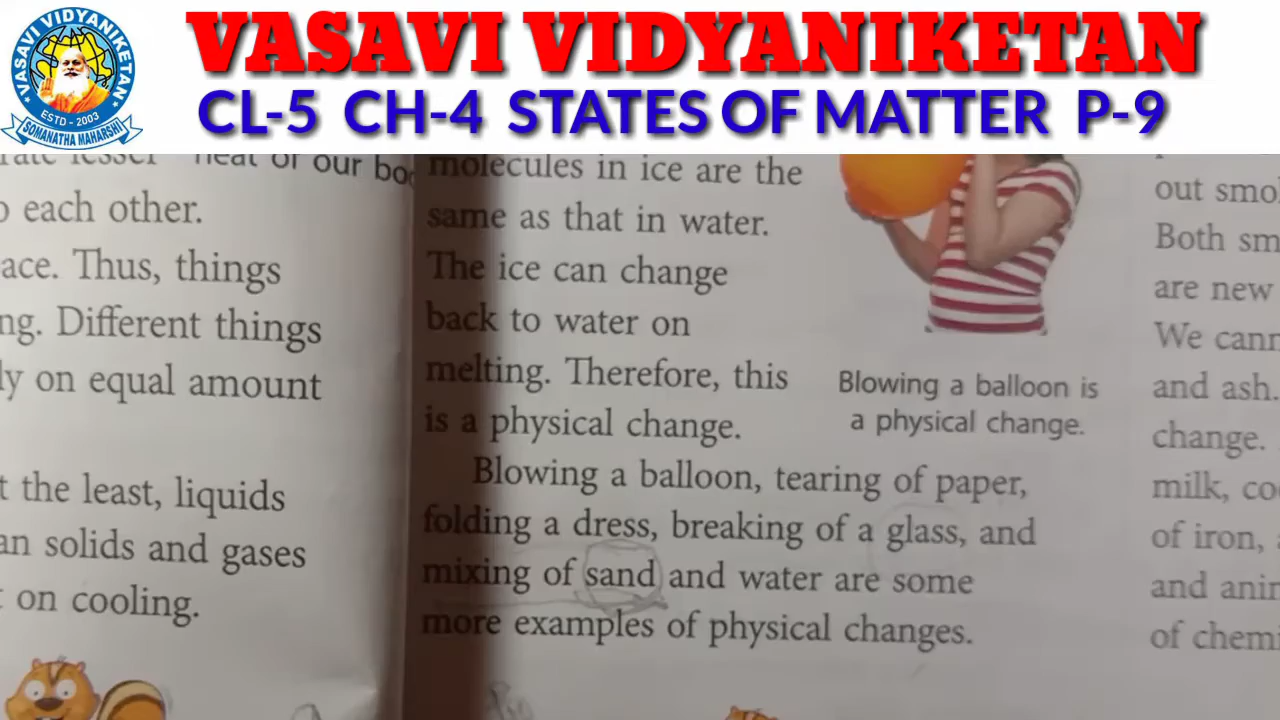 VASAVI VIDYANIKETAN
CL-5 CH-4 STATES OF MATTER P-9
VASAVI VIDYANIKETAN
ESTD - 2003
SOMANATHA MAHARSHI
lesser heat of our
each other.
ace. Thus, things
ng. Different things
ly on equal amount
t the least, liquids
an solids and gases
on cooling.
molecules in ice are the
same as that in water.
The ice can change
back to water on
melting. Therefore, this
is a physical change.
Blowing a balloon is
a physical change.
Blowing a balloon, tearing of paper,
folding a dress, breaking of a glass, and
mixing of sand and water are some
more examples of physical changes.
out smo
Both sm
are new
We cann
and ash.
change.
milk, co
of iron,
and anim
of chemi